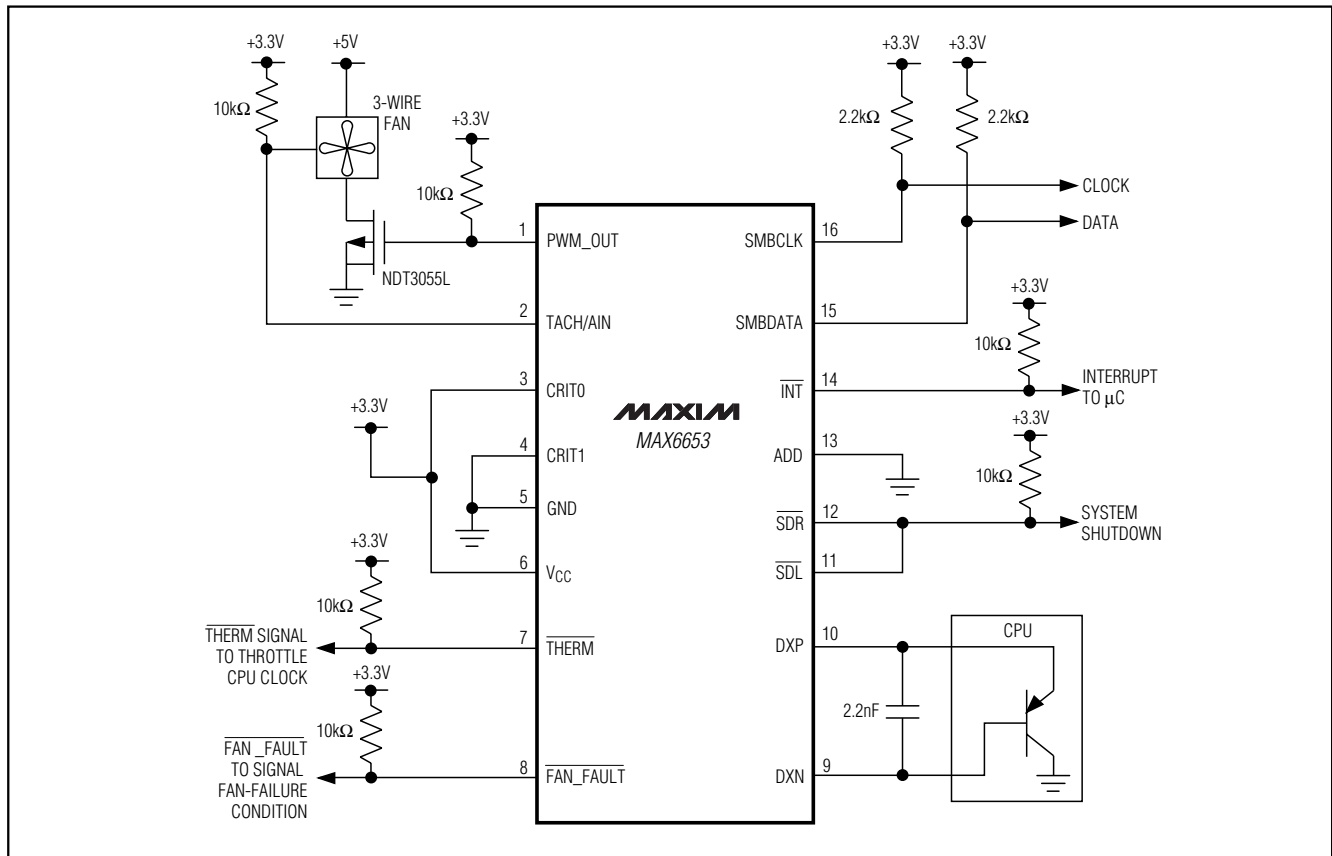 +3.3V
+5V
10kΩ
3-WIRE
FAN
+3.3V
10kΩ
NDT3055L
+3.3V
+3.3V
2.2kΩ
2.2kΩ
CLOCK
DATA
1
PWM_OUT
2
TACH/AIN
3
CRIT0
+3.3V
4
CRIT1
5
GND
6
VCC
+3.3V
10kΩ
THERM SIGNAL
TO THROTTLE
CPU CLOCK
7
THERM
+3.3V
10kΩ
FAN _FAULT
TO SIGNAL
FAN-FAILURE
CONDITION
8
FAN_FAULT
MAXIM
MAX6653
SMBCLK
16
SMBDATA
15
+3.3V
10kΩ
INT
14
INTERRUPT
TO μC
ADD
13
+3.3V
10kΩ
SDR
12
SYSTEM
SHUTDOWN
SDL
11
DXP
10
2.2nF
CPU
DXN
9